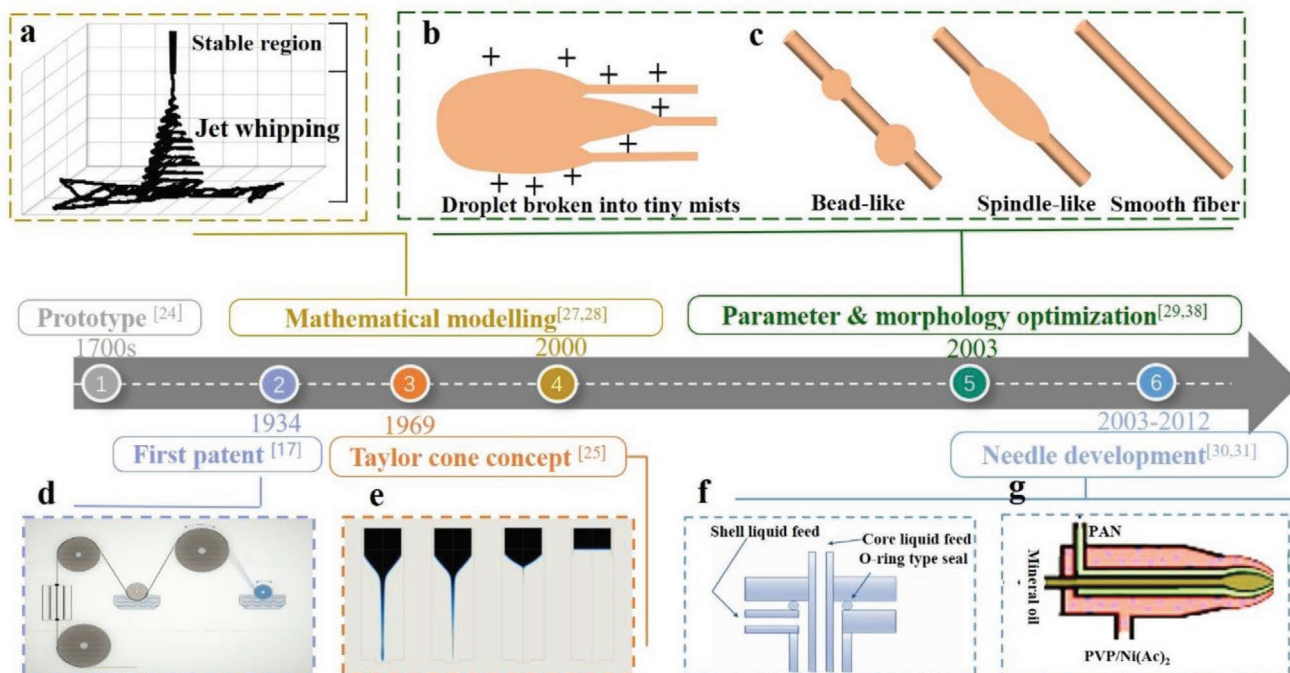 a
Stable region
Jet whipping
b
Droplet broken into tiny mists
c
Bead-like
Spindle-like
Smooth fiber
Prototype [24]
1700s
Mathematical modelling[27,28]
2000
Parameter & morphology optimization[29,38]
2003
1
2
3
4
5
6
1934
First patent [17]
1969
Taylor cone concept [25]
2003-2012
Needle development[30,31]
d
e
f
Shell liquid feed
Core liquid feed
O-ring type seal
g
PAN
Mineral oil
PVP/Ni(Ac)₂